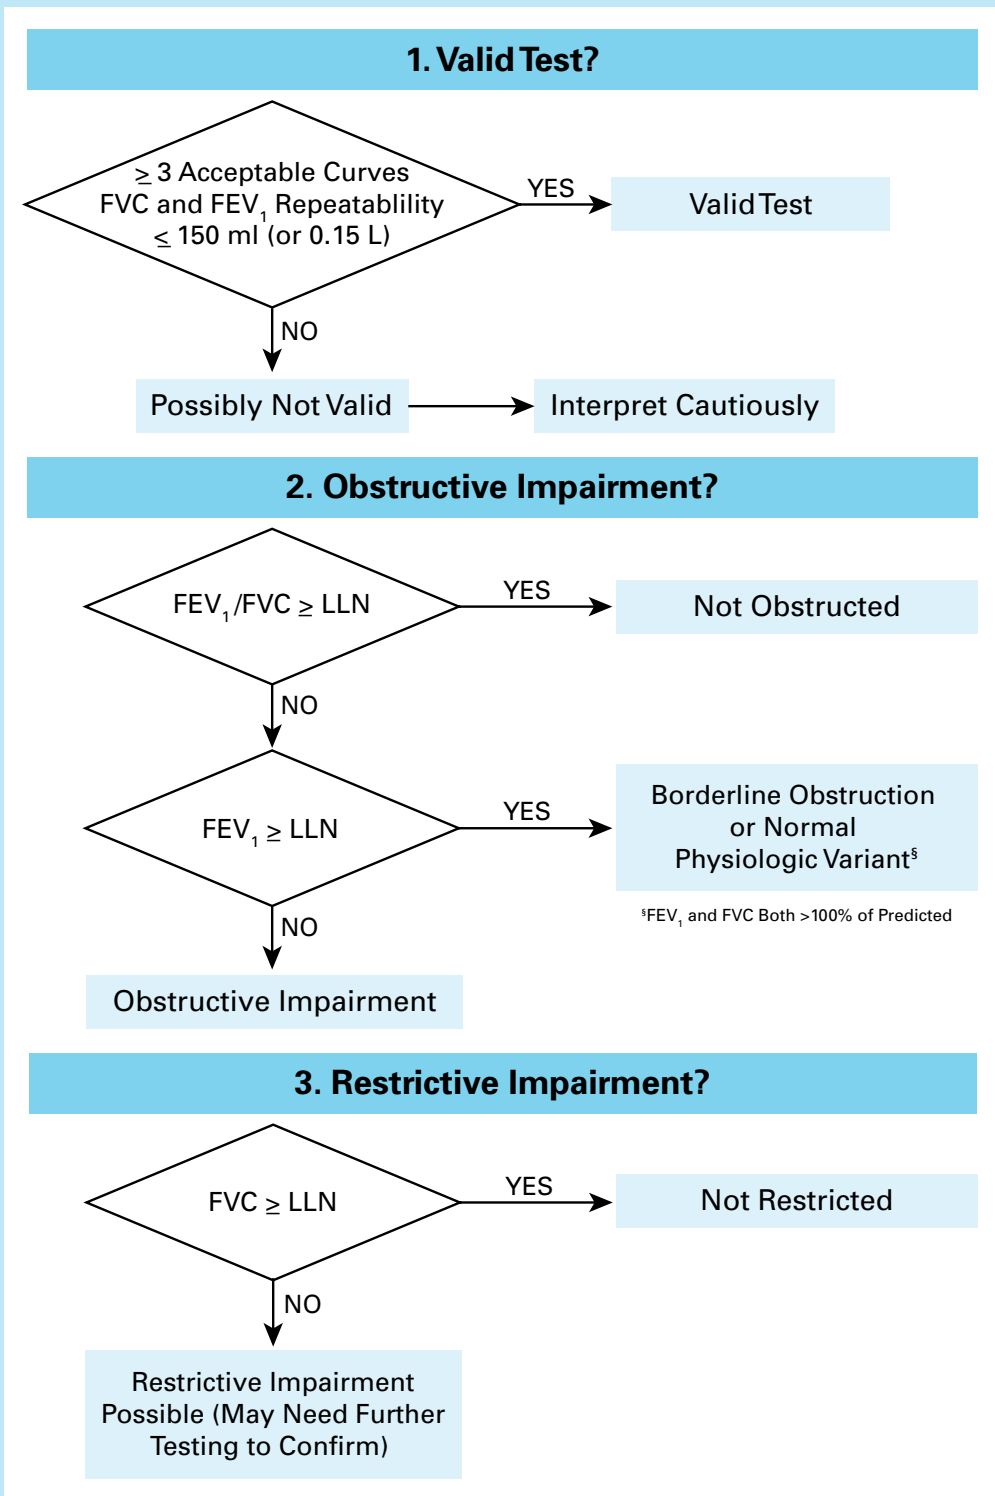 1. Valid Test?
≥ 3 Acceptable Curves
FVC and FEV₁ Repeatablility
≤ 150 ml (or 0.15 L)
YES
Valid Test
NO
Possibly Not Valid
Interpret Cautiously
2. Obstructive Impairment?
FEV₁/FVC ≥ LLN
YES
Not Obstructed
NO
FEV₁ ≥ LLN
YES
Borderline Obstruction
or Normal
Physiologic Variant§
§FEV₁ and FVC Both >100% of Predicted
NO
Obstructive Impairment
3. Restrictive Impairment?
FVC ≥ LLN
YES
Not Restricted
NO
Restrictive Impairment
Possible (May Need Further
Testing to Confirm)